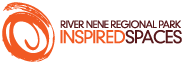 RIVER NENE REGIONAL PARK
INSPIREDSPACES